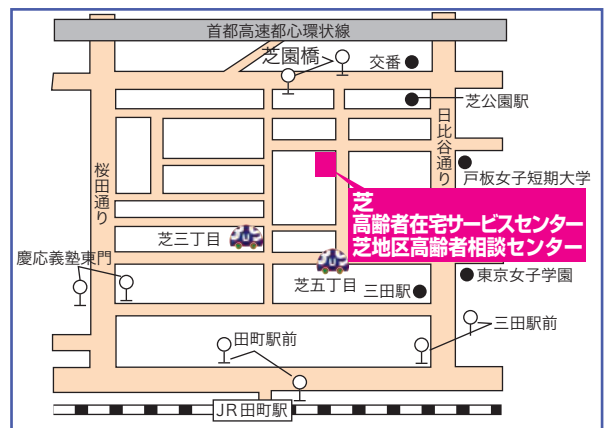 首都高速都心環状線
芝園橋
交番
芝公園駅
日比谷通り
桜田通り
戸板女子短期大学
芝
高齢者在宅サービスセンター
芝地区高齢者相談センター
芝三丁目
慶応義塾東門
芝五丁目
三田駅
東京女子学園
三田駅前
田町駅前
JR田町駅